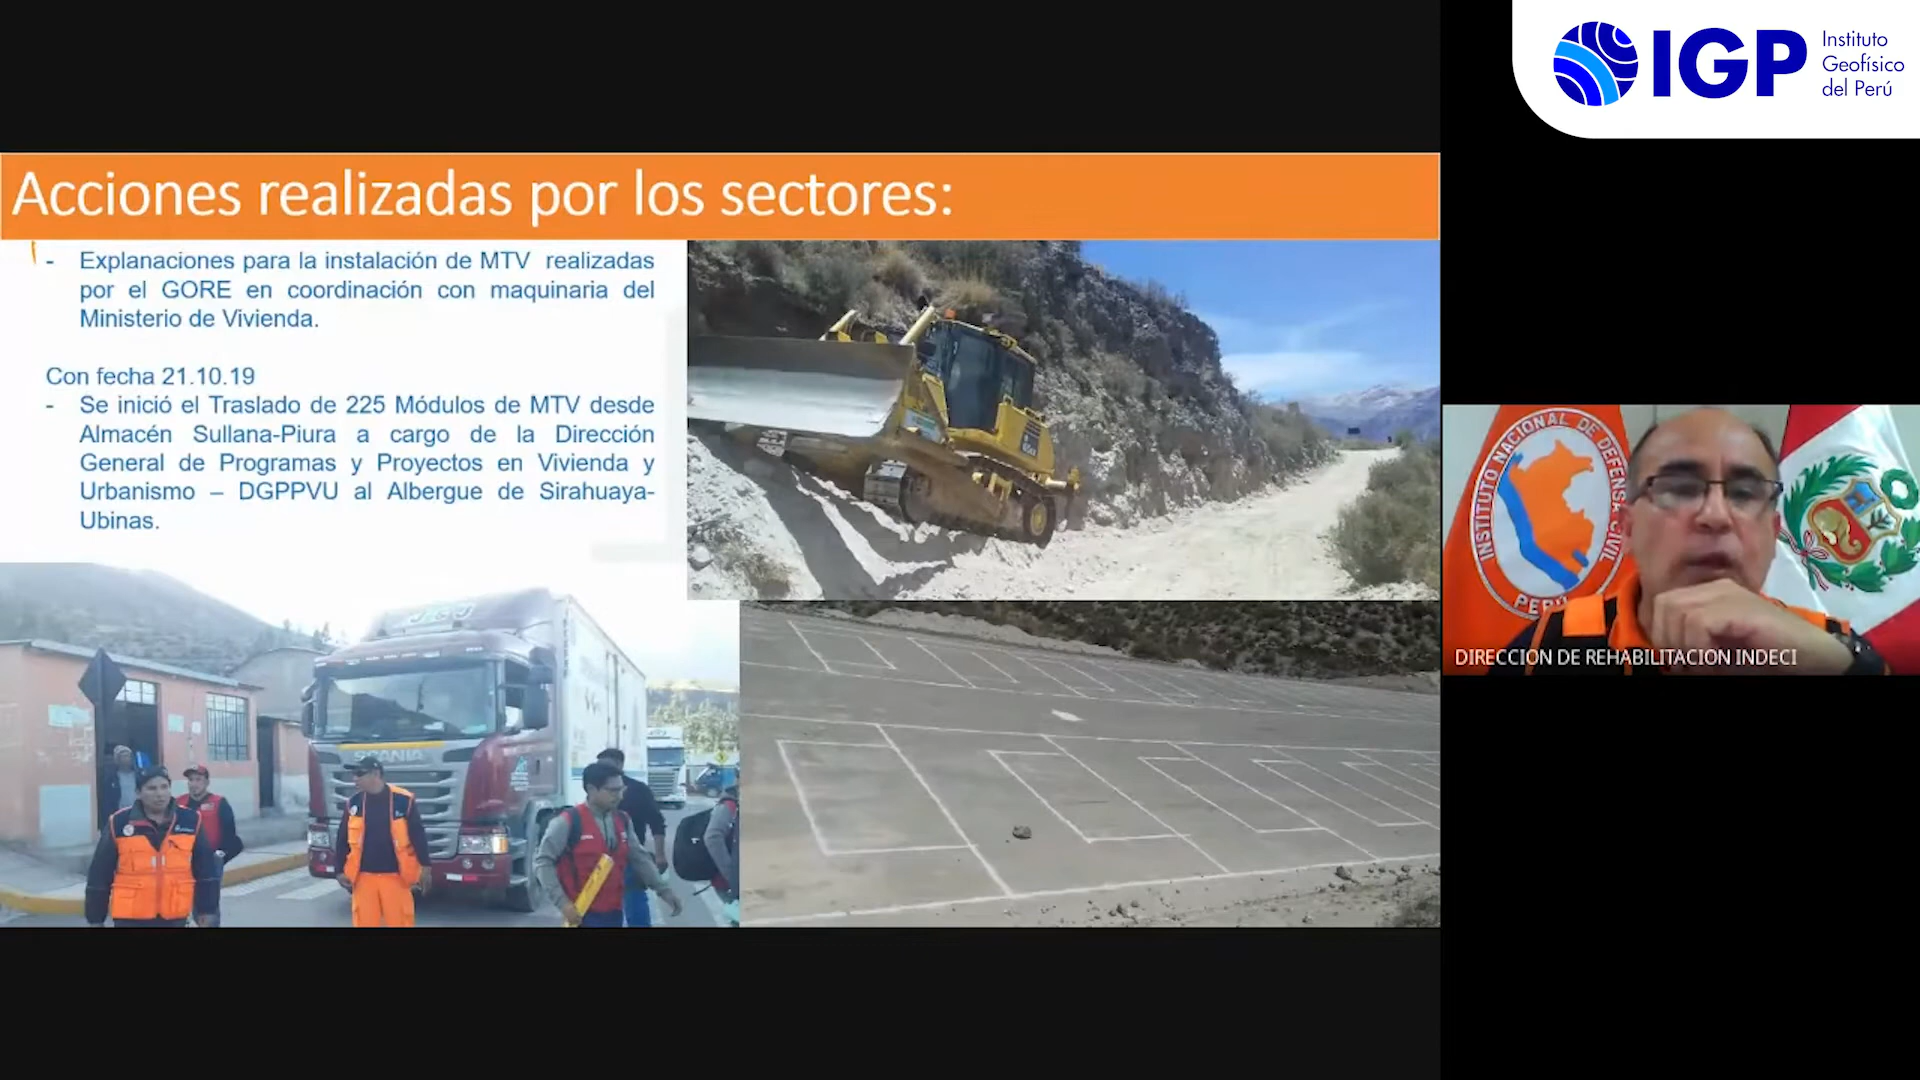 IGP
Instituto
Geofísico
del Perú
Acciones realizadas por los sectores:
- Explanaciones para la instalación de MTV realizadas
por el GORE en coordinación con maquinaria del
Ministerio de Vivienda.
Con fecha 21.10.19
- Se inició el Traslado de 225 Módulos de MTV desde
Almacén Sullana-Piura a cargo de la Dirección
General de Programas y Proyectos en Vivienda y
Urbanismo – DGPPVU al Albergue de Sirahuaya-
Ubinas.
SCANIA
INSTITUTO NACIONAL DE DEFENSA CIVIL
PERÚ
DIRECCION DE REHABILITACION INDECI